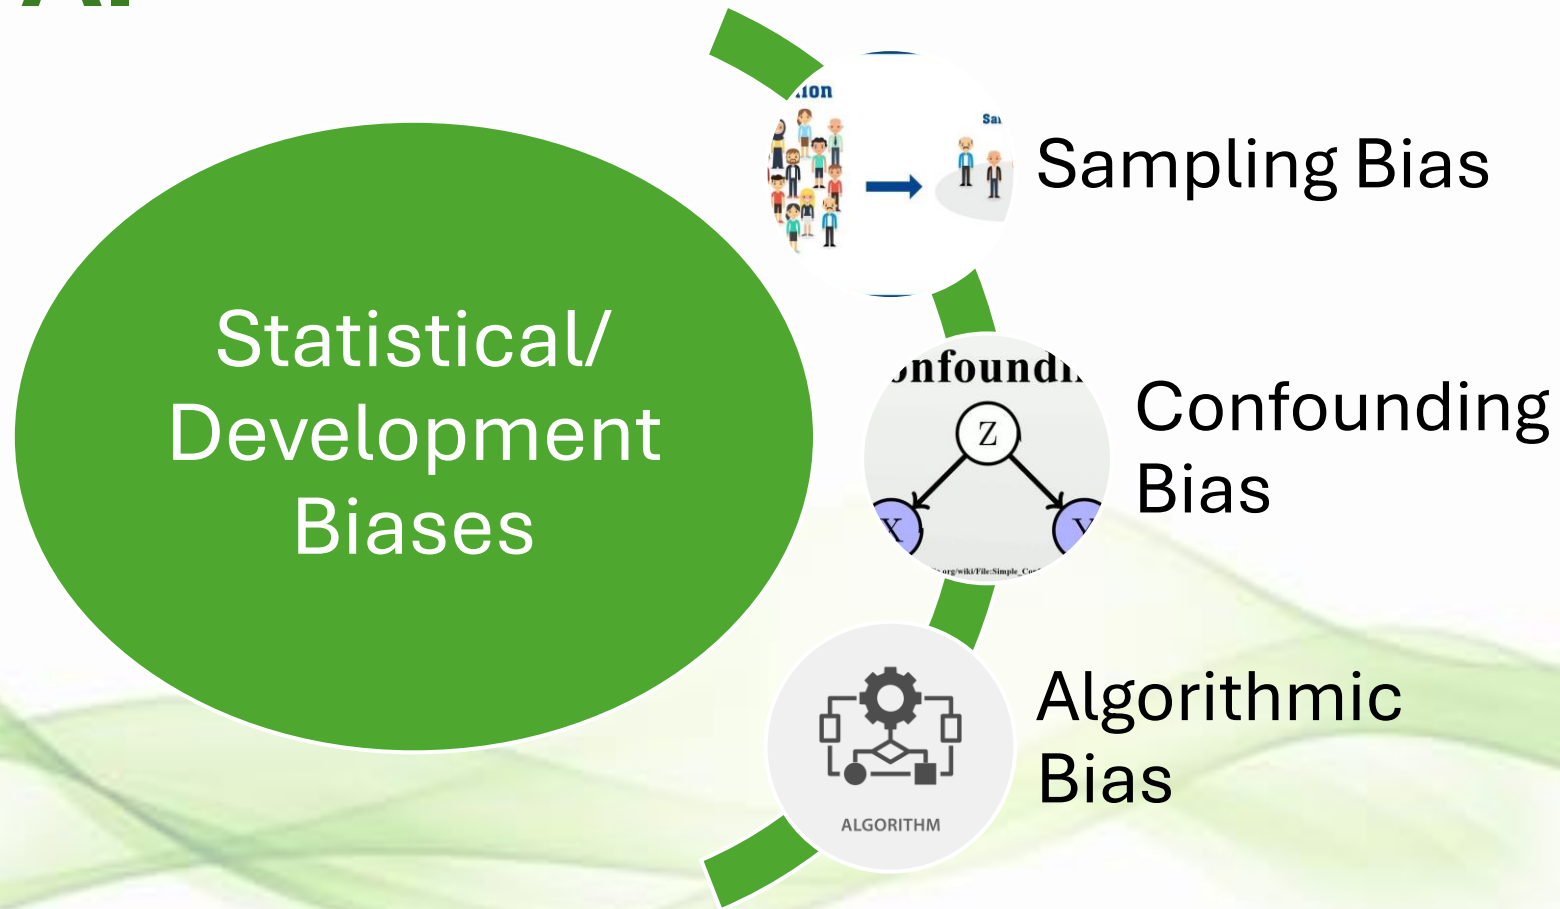 Statistical/
Development
Biases
Sampling Bias
Confounding
Bias
Z
X
Y
Algorithmic
Bias
ALGORITHM